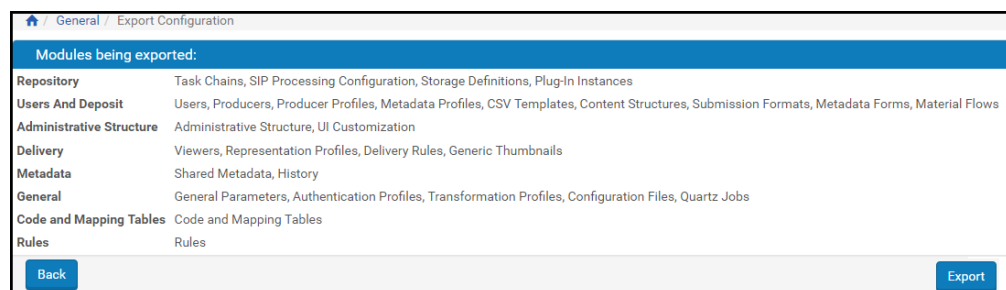 / General / Export Configuration
Modules being exported:
Repository Task Chains, SIP Processing Configuration, Storage Definitions, Plug-In Instances
Users And Deposit Users, Producers, Producer Profiles, Metadata Profiles, CSV Templates, Content Structures, Submission Formats, Metadata Forms, Material Flows
Administrative Structure Administrative Structure, UI Customization
Delivery Viewers, Representation Profiles, Delivery Rules, Generic Thumbnails
Metadata Shared Metadata, History
General General Parameters, Authentication Profiles, Transformation Profiles, Configuration Files, Quartz Jobs
Code and Mapping Tables Code and Mapping Tables
Rules Rules
Back Export